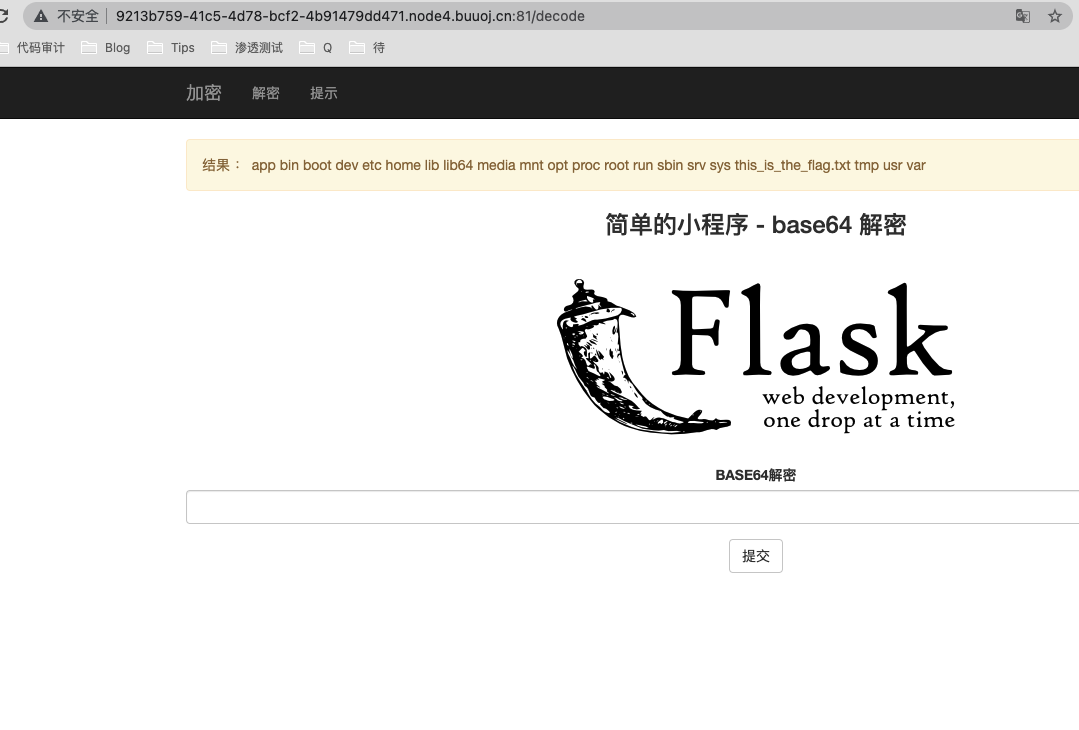 不安全 9213b759-41c5-4d78-bcf2-4b91479dd471.node4.buuoj.cn:81/decode
代码审计 Blog Tips 渗透测试 Q 待
加密 解密 提示
结果 ： app bin boot dev etc home lib lib64 media mnt opt proc root run sbin srv sys this_is_the_flag.txt tmp usr var
简单的小程序 - base64 解密
Flask
web development,
one drop at a time
BASE64解密
提交